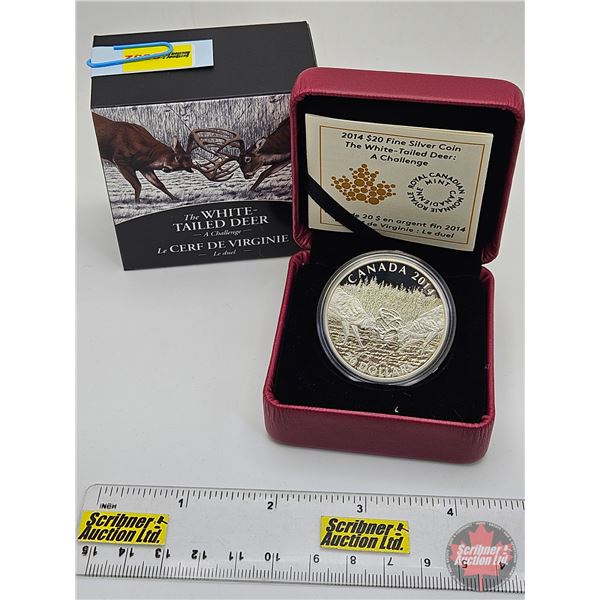 The WHITE-
TAILED DEER
A Challenge
Le CERF DE VIRGINIE
Le duel
2014 $20 Fine Silver Coin
The White-Tailed Deer:
A Challenge
ROYAL CANADIAN MINT
MONNAIE ROYALE CANADIENNE
de 20 $ en argent fin 2014
de Virginie : Le duel
CANADA 2014
DOLLARS
INCH 1 2 3 4
Scribner
Auction Ltd.
Scribner
Auction Ltd.
15 14 13 12 11 10 9 8 7 6 5 4
Scribner
Auction Ltd.